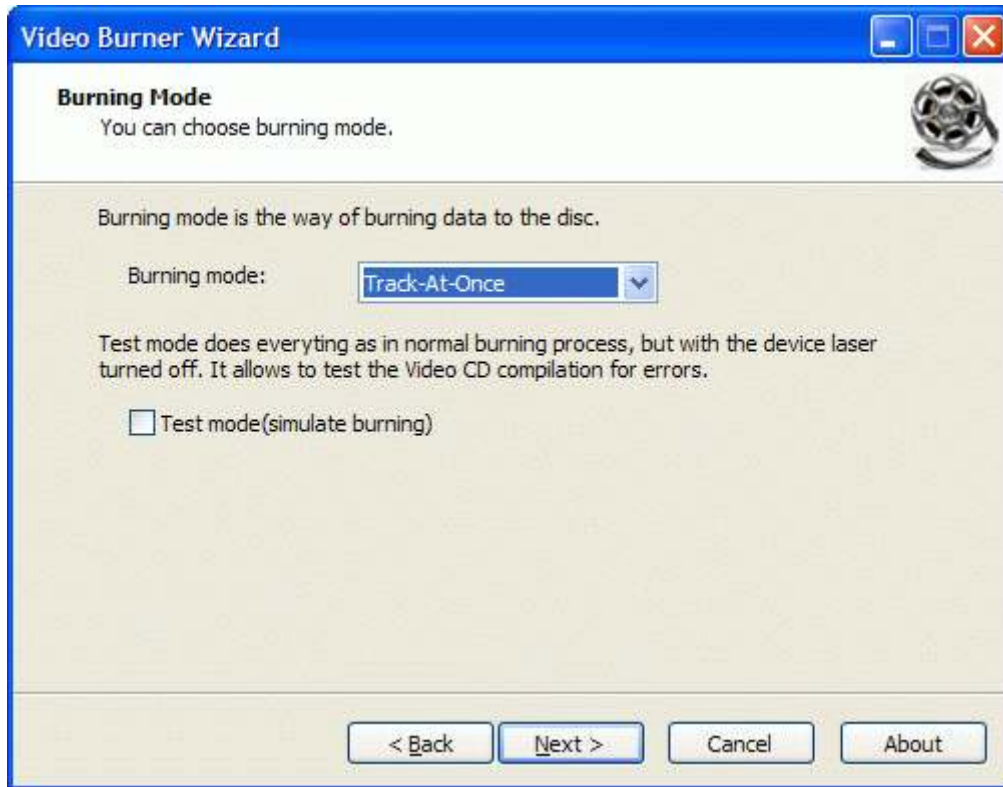 Video Burner Wizard
Burning Mode
You can choose burning mode.
Burning mode is the way of burning data to the disc.
Burning mode: Track-At-Once
Test mode does everyting as in normal burning process, but with the device laser
turned off. It allows to test the Video CD compilation for errors.
Test mode(simulate burning)
< Back Next > Cancel About